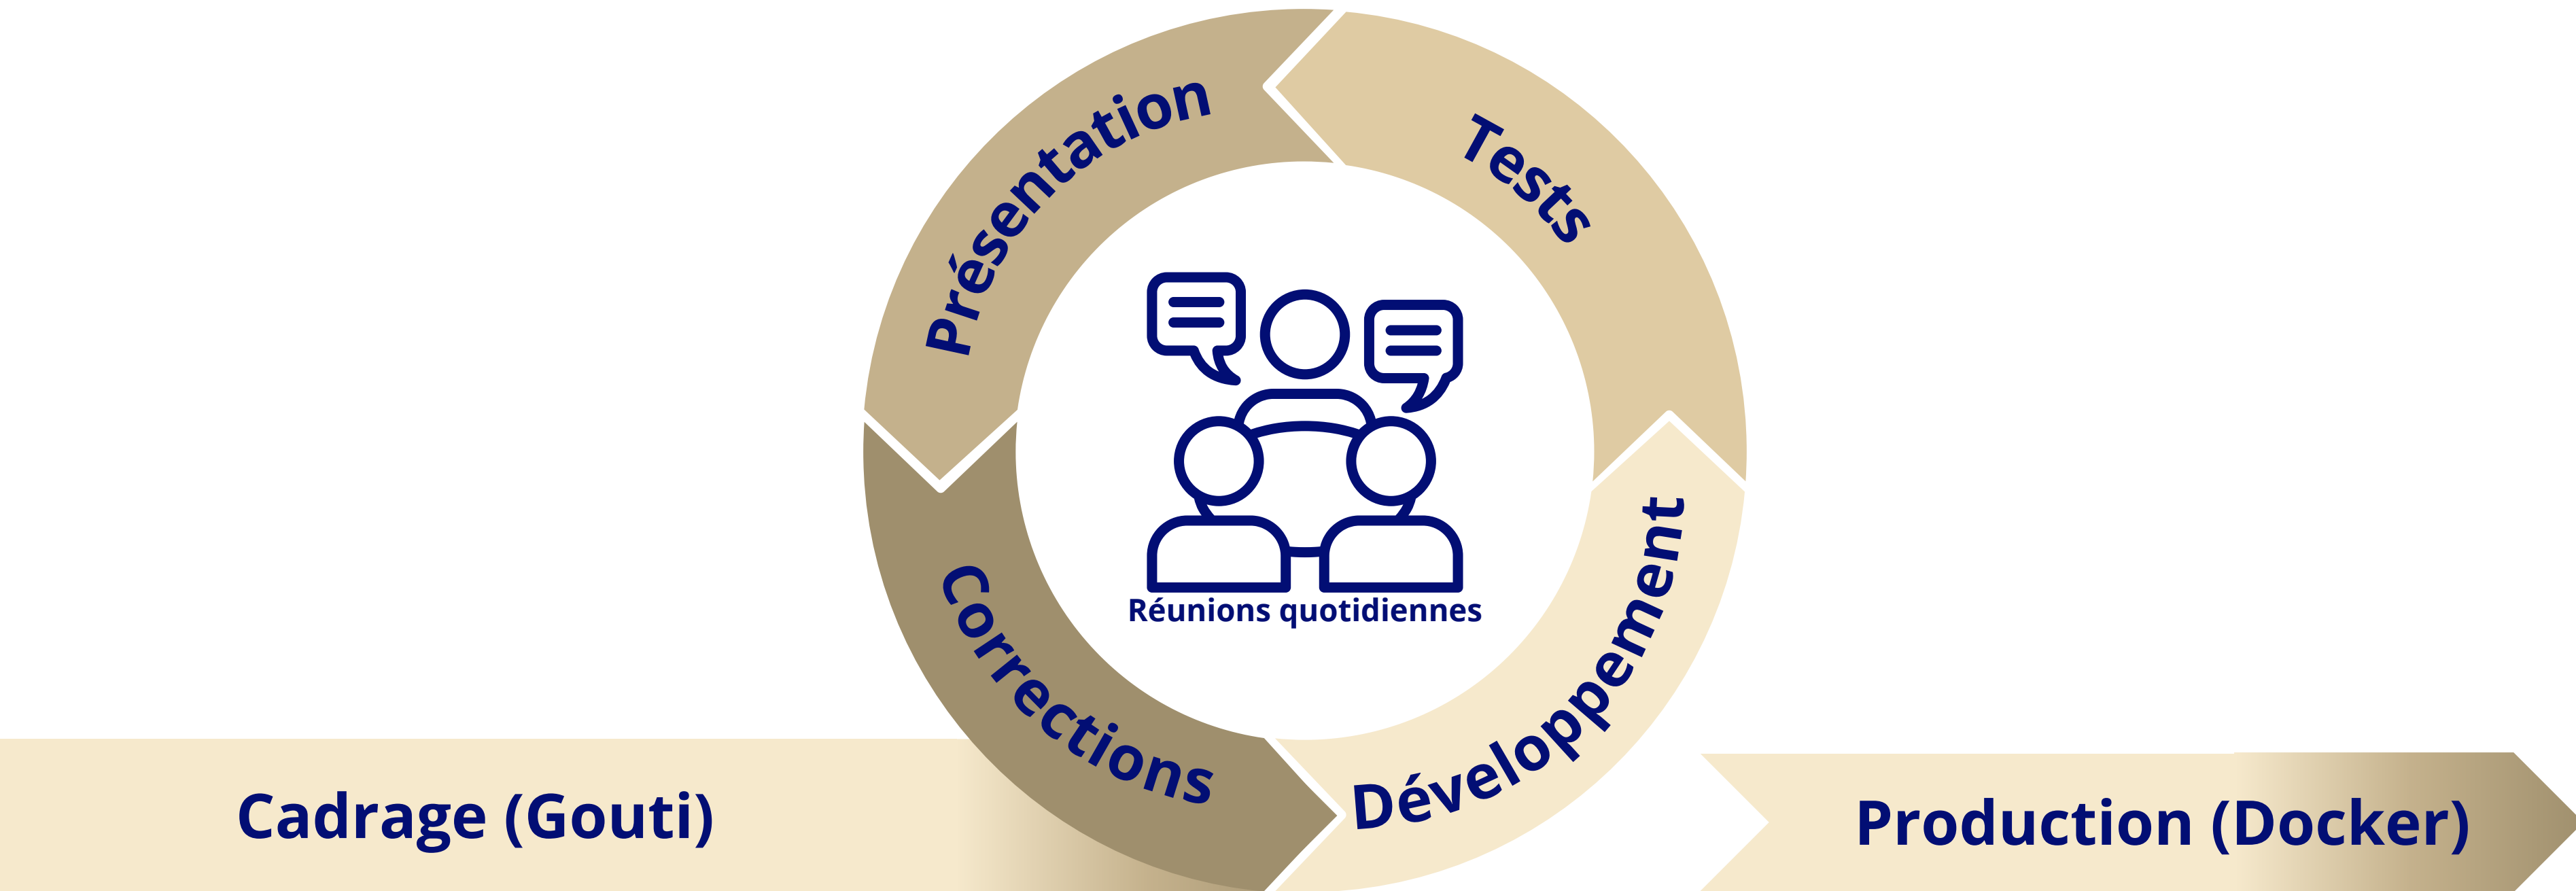 Présentation
Tests
Réunions quotidiennes
Corrections
Développement
Cadrage (Gouti)
Production (Docker)